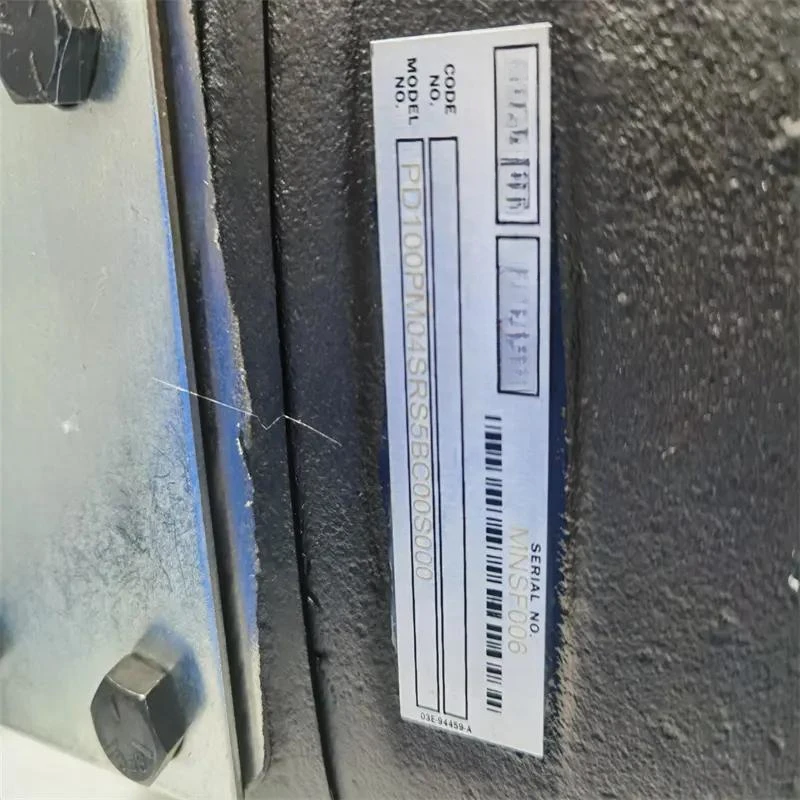 SERIAL NO.
MNSF006
CODE
NO.
MODEL
NO.
PD100PM04SRS5BC00S000
03E-94459-A